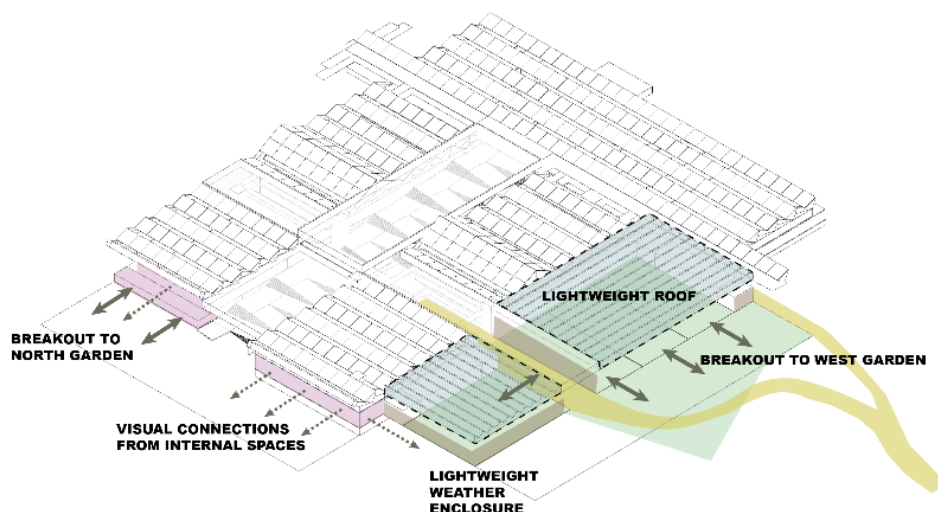 LIGHTWEIGHT ROOF
BREAKOUT TO
NORTH GARDEN
BREAKOUT TO WEST GARDEN
VISUAL CONNECTIONS
FROM INTERNAL SPACES
LIGHTWEIGHT
WEATHER
ENCLOSURE